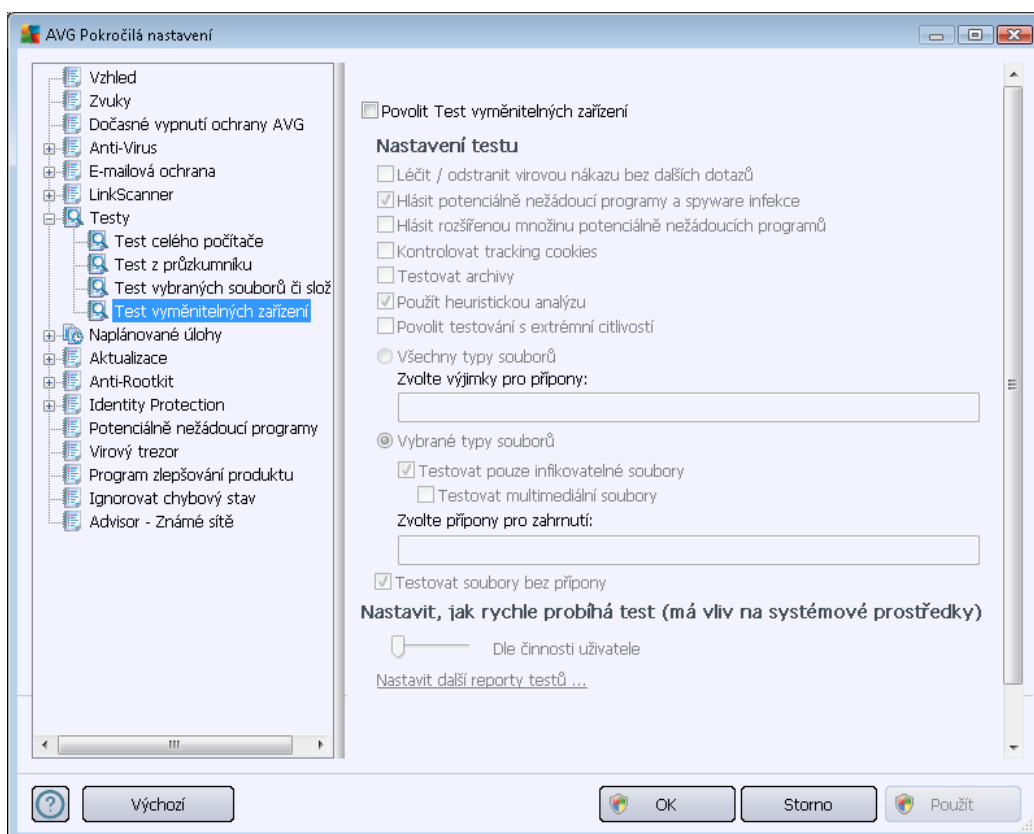 AVG Pokročilá nastavení
Vzhled
Zvuky
Dočasné vypnutí ochrany AVG
Anti-Virus
E-mailová ochrana
LinkScanner
Testy
Test celého počítače
Test z průzkumníku
Test vybraných souborů či slož
Test vyměnitelných zařízení
Naplánované úlohy
Aktualizace
Anti-Rootkit
Identity Protection
Potenciálně nežádoucí programy
Virový trezor
Program zlepšování produktu
Ignorovat chybový stav
Advisor - Známé sítě
Povolit Test vyměnitelných zařízení
Nastavení testu
Léčit / odstranit virovou nákazu bez dalších dotazů
Hlásit potenciálně nežádoucí programy a spyware infekce
Hlásit rozšířenou množinu potenciálně nežádoucích programů
Kontrolovat tracking cookies
Testovat archivy
Použít heuristickou analýzu
Povolit testování s extrémní citlivostí
Všechny typy souborů
Zvolte výjimky pro přípony:
Vybrané typy souborů
Testovat pouze infikovatelné soubory
Testovat multimediální soubory
Zvolte přípony pro zahrnutí:
Testovat soubory bez přípony
Nastavit, jak rychle probíhá test (má vliv na systémové prostředky)
Dle činnosti uživatele
Nastavit další reporty testů ...
Výchozí
OK
Storno
Použít